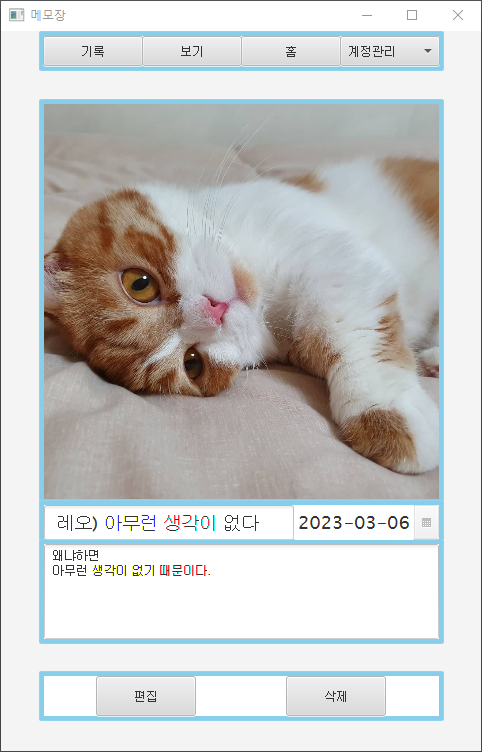 메모장
기록 보기 홈 계정관리
레오) 아무런 생각이 없다 2023-03-06
왜냐하면
아무런 생각이 없기 때문이다.
편집 삭제